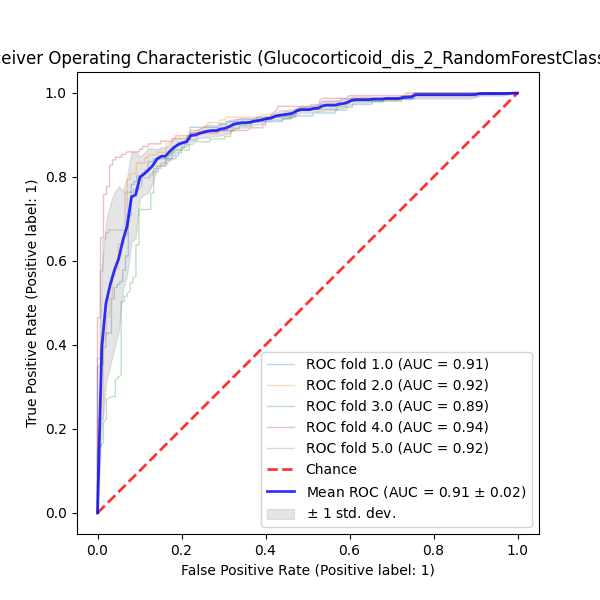 eiver Operating Characteristic (Glucocorticoid_dis_2_RandomForestClass
True Positive Rate (Positive label: 1)
1.0
0.8
0.6
0.4
0.2
0.0
ROC fold 1.0 (AUC = 0.91)
ROC fold 2.0 (AUC = 0.92)
ROC fold 3.0 (AUC = 0.89)
ROC fold 4.0 (AUC = 0.94)
ROC fold 5.0 (AUC = 0.92)
Chance
Mean ROC (AUC = 0.91 ± 0.02)
± 1 std. dev.
0.0 0.2 0.4 0.6 0.8 1.0
False Positive Rate (Positive label: 1)